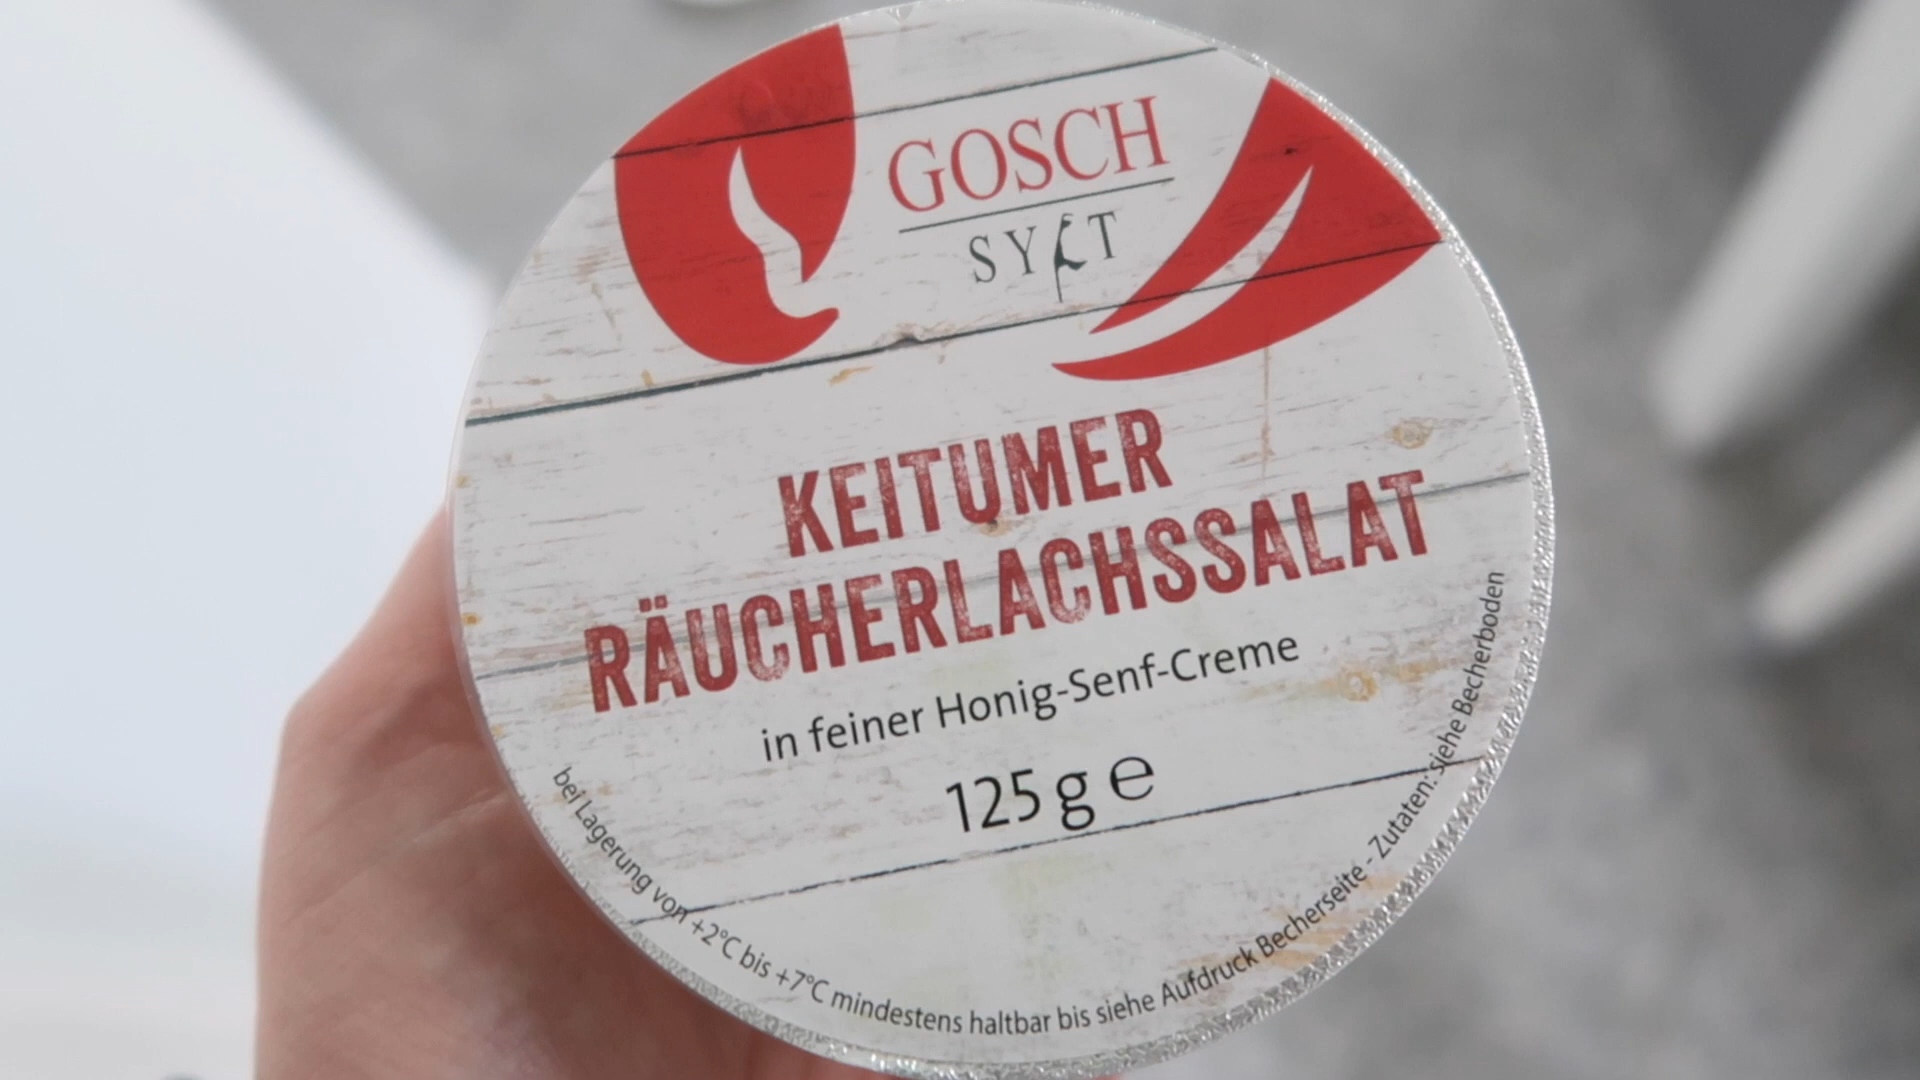 GOSCH
SYLT
KEITUMER
RÄUCHERLACHSSALAT
in feiner Honig-Senf-Creme
125 g ℮
bei Lagerung von +2°C bis +7°C mindestens haltbar bis siehe Aufdruck Becherseite - Zutaten: siehe Becherboden